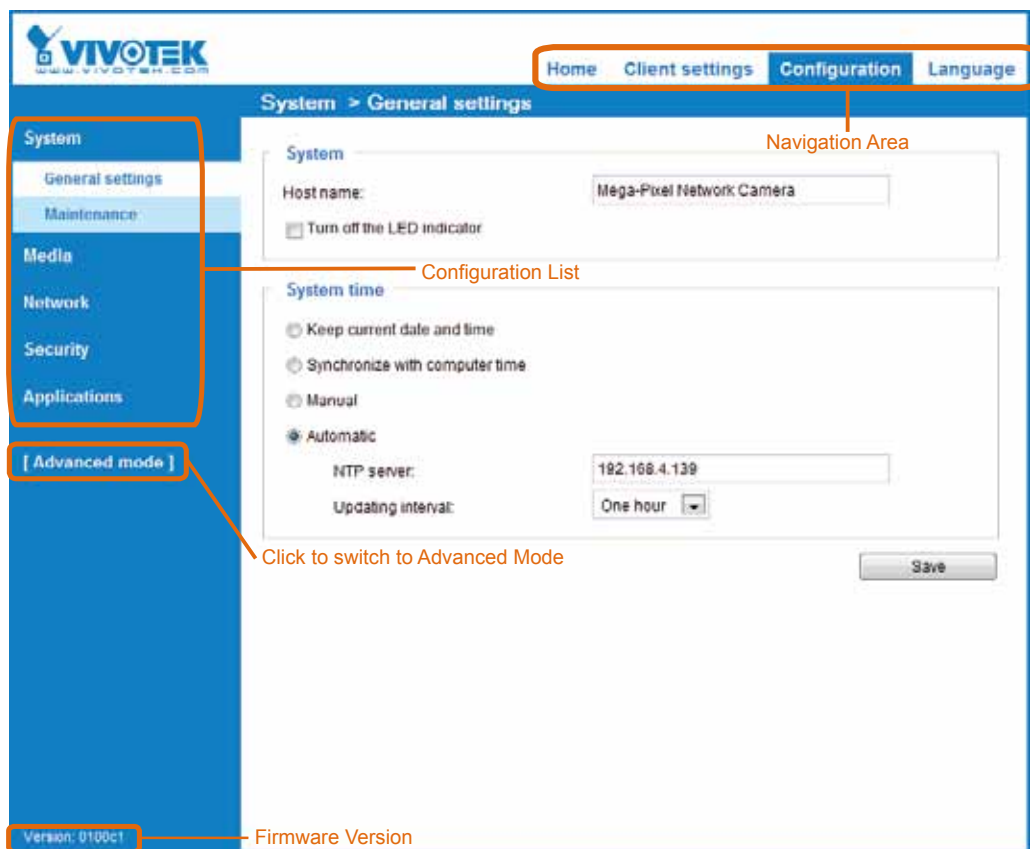 VIVOTEK
WWW.VIVOTEK.COM
Home Client settings Configuration Language
System > General settings
Navigation Area
System
General settings
Maintenance
Media
Network
Security
Applications
[ Advanced mode ]
Configuration List
System
Host name: Mega-Pixel Network Camera
Turn off the LED indicator
System time
Keep current date and time
Synchronize with computer time
Manual
Automatic
NTP server: 192.168.4.139
Updating interval: One hour
Click to switch to Advanced Mode
Save
Version: 0100c1
Firmware Version